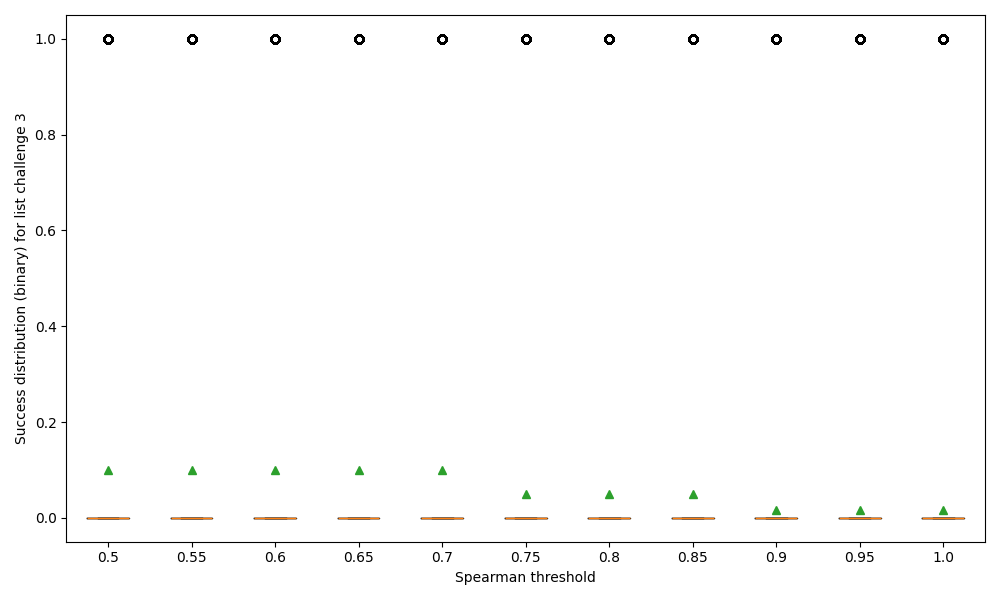 Success distribution (binary) for list challenge 3
1.0
0.8
0.6
0.4
0.2
0.0
0.5 0.55 0.6 0.65 0.7 0.75 0.8 0.85 0.9 0.95 1.0
Spearman threshold